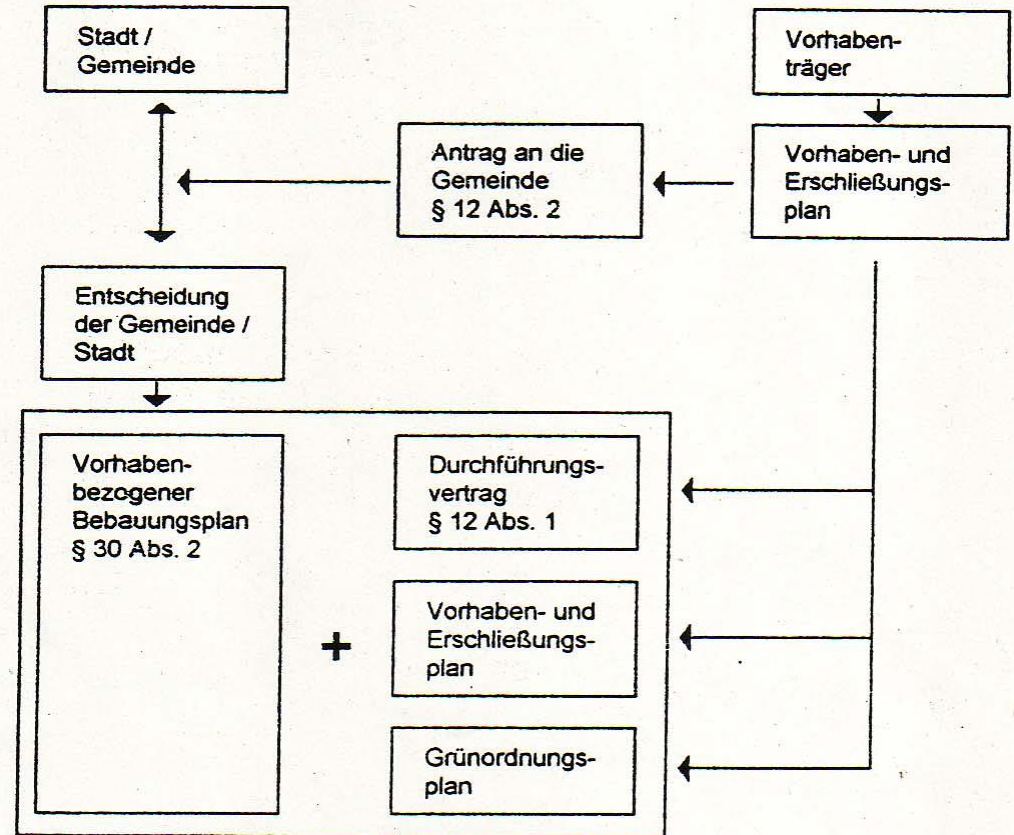 Stadt /
Gemeinde
Vorhaben-
träger
Antrag an die
Gemeinde
§ 12 Abs. 2
Vorhaben- und
Erschließungs-
plan
Entscheidung
der Gemeinde /
Stadt
Vorhaben-
bezogener
Bebauungsplan
§ 30 Abs. 2
+
Durchführungs-
vertrag
§ 12 Abs. 1
Vorhaben- und
Erschließungs-
plan
Grünordnungs-
plan